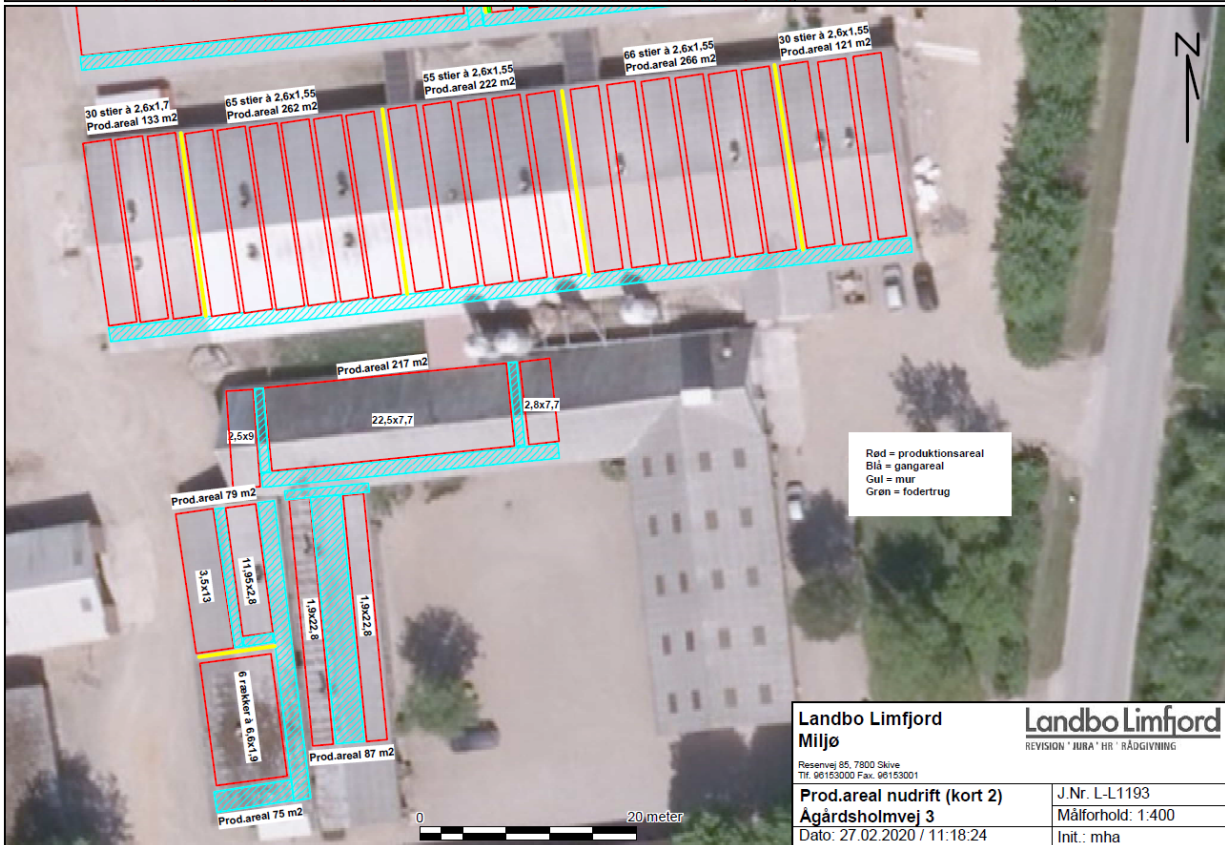 N
30 stier à 2,6x1,7
Prod.areal 133 m2
65 stier à 2,6x1,55
Prod.areal 262 m2
55 stier à 2,6x1,55
Prod.areal 222 m2
66 stier à 2,6x1,55
Prod.areal 266 m2
30 stier à 2,6x1,55
Prod.areal 121 m2
Prod.areal 217 m2
2,5x9
22,5x7,7
2,8x7,7
Rød = produktionsareal
Blå = gangareal
Gul = mur
Grøn = fodertrug
Prod.areal 79 m2
3,5x13
11,95x2,8
1,9x22,8
1,9x22,8
6 rækker à 6,6x1,9
Prod.areal 87 m2
Prod.areal 75 m2
0 20 meter
Landbo Limfjord
Miljø
Resenvej 85, 7800 Skive
Tlf. 96153000 Fax. 96153001
Landbo Limfjord
REVISION ' JURA ' HR ' RÅDGIVNING
Prod.areal nudrift (kort 2)
Ågårdsholmvej 3
Dato: 27.02.2020 / 11:18:24
J.Nr. L-L1193
Målforhold: 1:400
Init.: mha